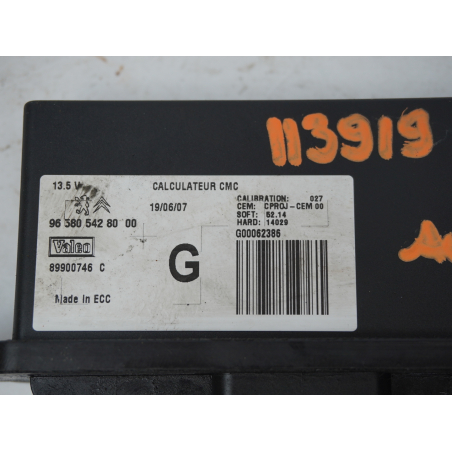 113919
13.5 V
CALCULATEUR CMC
19/06/07
CALIBRATION: 027
CEM: CPROJ-CEM 00
SOFT: 52.14
HARD: 14029
G00062386
96 580 542 80 00
Valeo
89900746 C
G
Made in ECC